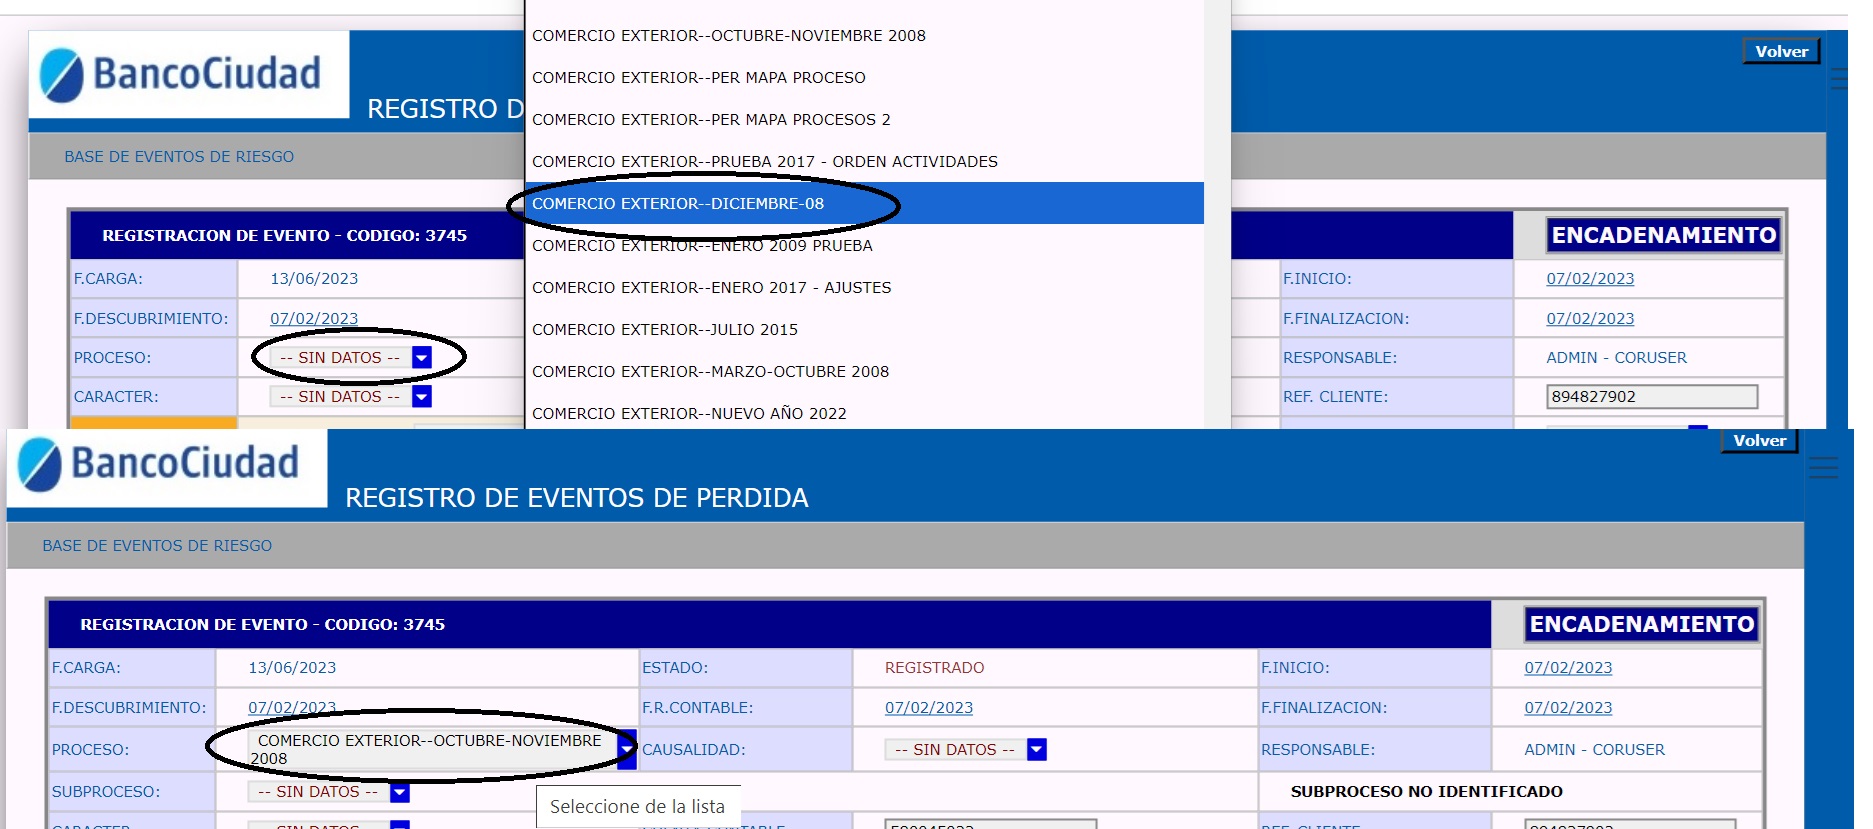 COMERCIO EXTERIOR--OCTUBRE-NOVIEMBRE 2008
Volver
BancoCiudad
COMERCIO EXTERIOR--PER MAPA PROCESO
REGISTRO D
COMERCIO EXTERIOR--PER MAPA PROCESOS 2
BASE DE EVENTOS DE RIESGO
COMERCIO EXTERIOR--PRUEBA 2017 - ORDEN ACTIVIDADES
COMERCIO EXTERIOR--DICIEMBRE-08
REGISTRACION DE EVENTO - CODIGO: 3745
ENCADENAMIENTO
COMERCIO EXTERIOR--ENERO 2009 PRUEBA
F.CARGA: 13/06/2023
F.INICIO: 07/02/2023
COMERCIO EXTERIOR--ENERO 2017 - AJUSTES
F.DESCUBRIMIENTO: 07/02/2023
F.FINALIZACION: 07/02/2023
COMERCIO EXTERIOR--JULIO 2015
PROCESO: -- SIN DATOS --
RESPONSABLE: ADMIN - CORUSER
COMERCIO EXTERIOR--MARZO-OCTUBRE 2008
CARACTER: -- SIN DATOS --
REF. CLIENTE: 894827902
COMERCIO EXTERIOR--NUEVO AÑO 2022
Volver
BancoCiudad
REGISTRO DE EVENTOS DE PERDIDA
BASE DE EVENTOS DE RIESGO
REGISTRACION DE EVENTO - CODIGO: 3745
ENCADENAMIENTO
F.CARGA: 13/06/2023 ESTADO: REGISTRADO F.INICIO: 07/02/2023
F.DESCUBRIMIENTO: 07/02/2023 F.R.CONTABLE: 07/02/2023 F.FINALIZACION: 07/02/2023
PROCESO: COMERCIO EXTERIOR--OCTUBRE-NOVIEMBRE
2008
CAUSALIDAD: -- SIN DATOS -- RESPONSABLE: ADMIN - CORUSER
SUBPROCESO: -- SIN DATOS -- SUBPROCESO NO IDENTIFICADO
Seleccione de la lista